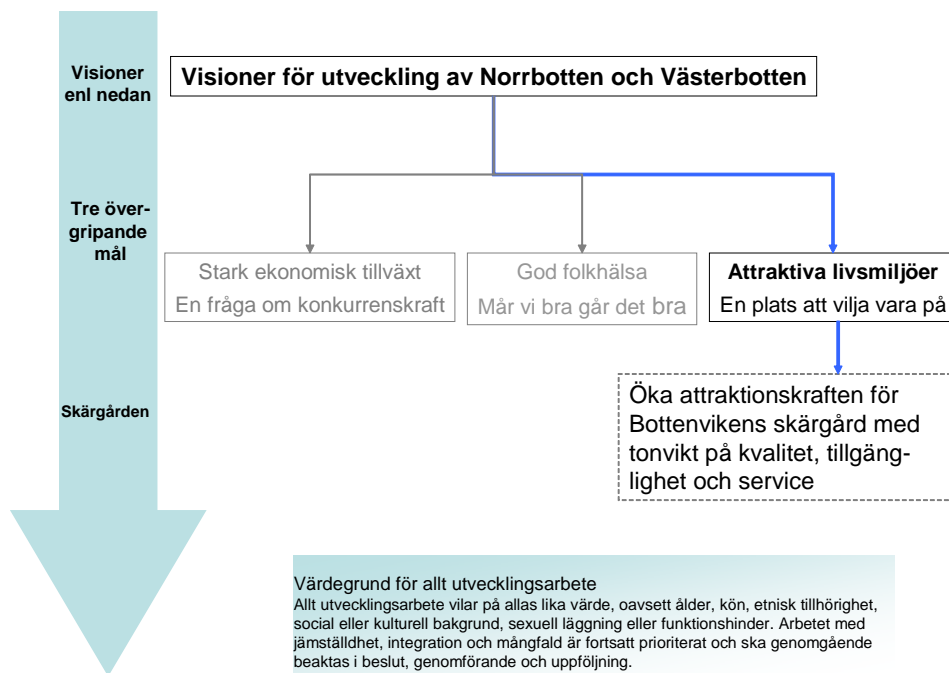 Visioner
enl nedan
Visioner för utveckling av Norrbotten och Västerbotten
Tre över-
gripande
mål
Stark ekonomisk tillväxt
En fråga om konkurrenskraft
God folkhälsa
Mår vi bra går det bra
Attraktiva livsmiljöer
En plats att vilja vara på
Skärgården
Öka attraktionskraften för
Bottenvikens skärgård med
tonvikt på kvalitet, tillgäng-
lighet och service
Värdegrund för allt utvecklingsarbete
Allt utvecklingsarbete vilar på allas lika värde, oavsett ålder, kön, etnisk tillhörighet,
social eller kulturell bakgrund, sexuell läggning eller funktionshinder. Arbetet med
jämställdhet, integration och mångfald är fortsatt prioriterat och ska genomgående
beaktas i beslut, genomförande och uppföljning.